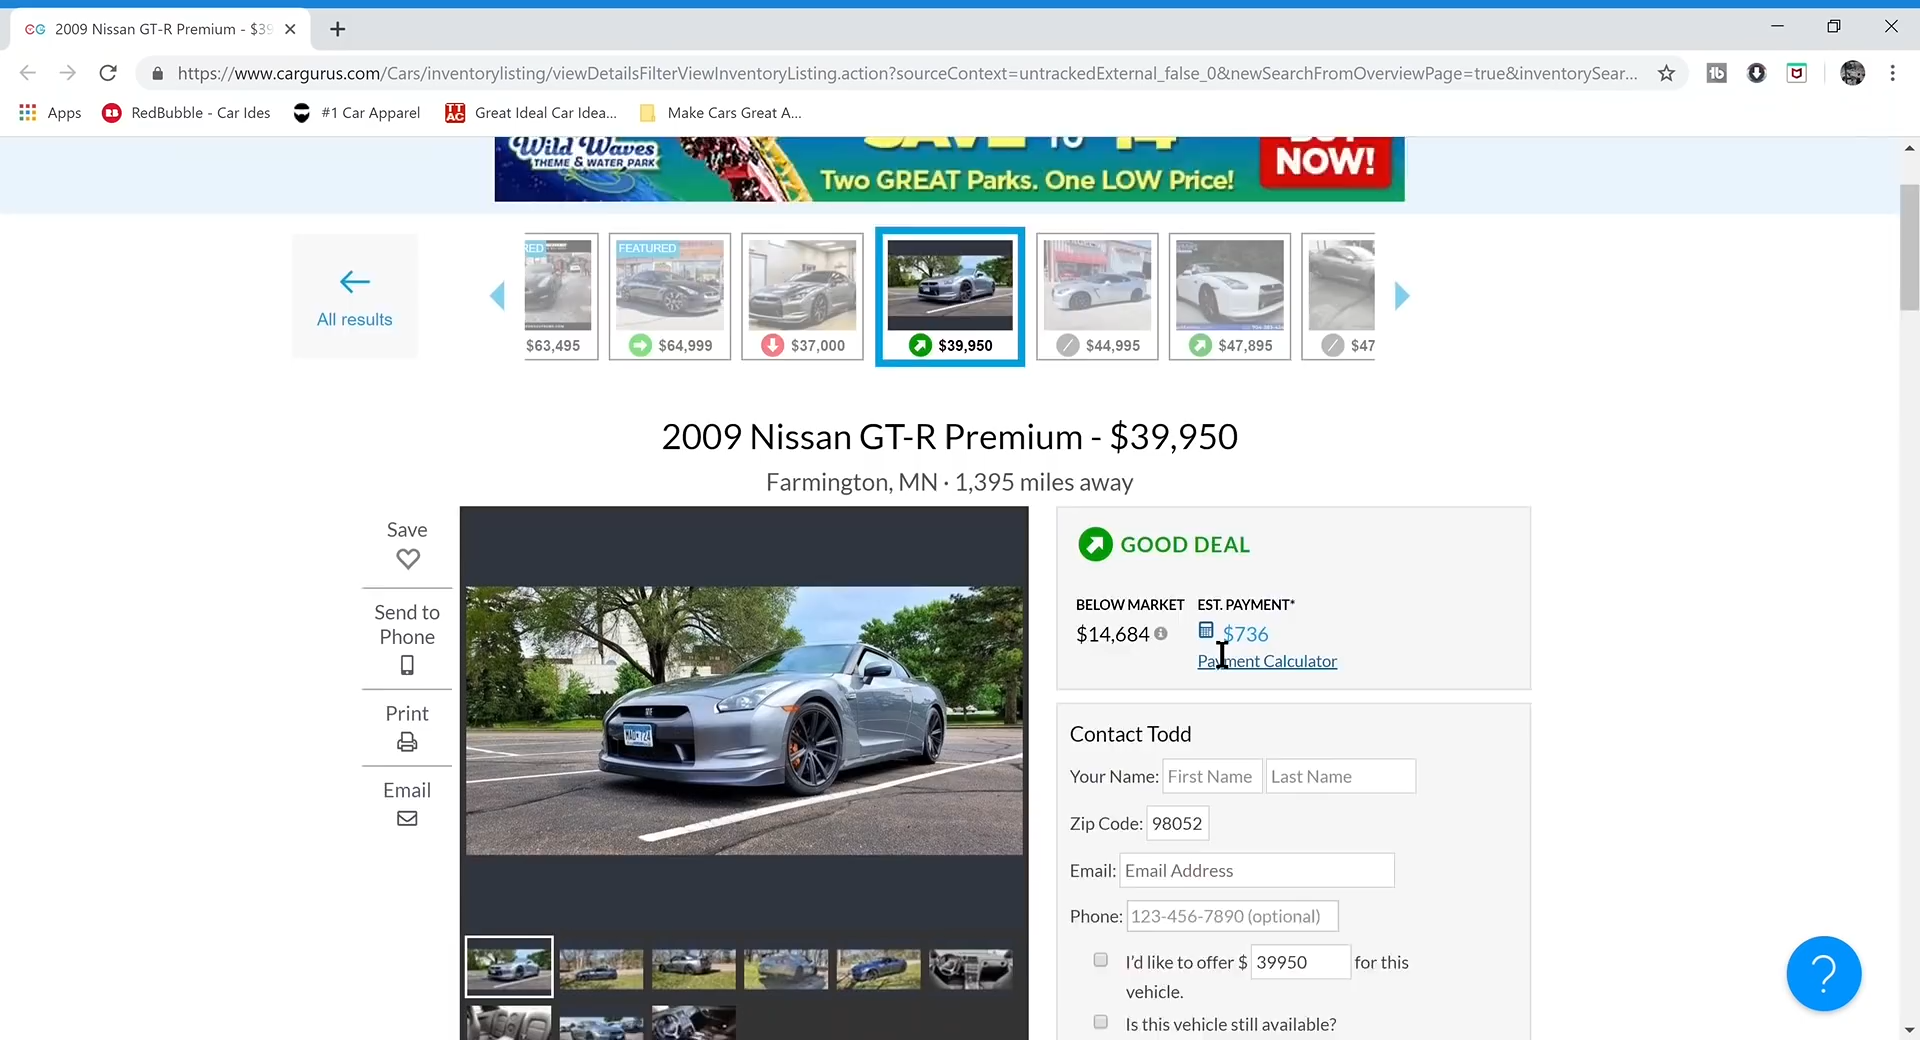 2009 Nissan GT-R Premium - $39
https://www.cargurus.com/Cars/inventorylisting/viewDetailsFilterViewInventoryListing.action?sourceContext=untrackedExternal_false_0&newSearchFromOverviewPage=true&inventorySear...
Apps RedBubble - Car Ides #1 Car Apparel TTAC Great Ideal Car Idea... Make Cars Great A...
Wild Waves
THEME & WATER PARK
SAVE
NOW!
Two GREAT Parks. One LOW Price!
All results
FEATURED
$63,495 $64,999 $37,000 $39,950 $44,995 $47,895 $47
2009 Nissan GT-R Premium - $39,950
Farmington, MN · 1,395 miles away
Save
Send to
Phone
Print
Email
GOOD DEAL
BELOW MARKET EST. PAYMENT*
$14,684 $736
Payment Calculator
Contact Todd
Your Name: First Name Last Name
Zip Code: 98052
Email: Email Address
Phone: 123-456-7890 (optional)
I'd like to offer $ 39950 for this
vehicle.
Is this vehicle still available?